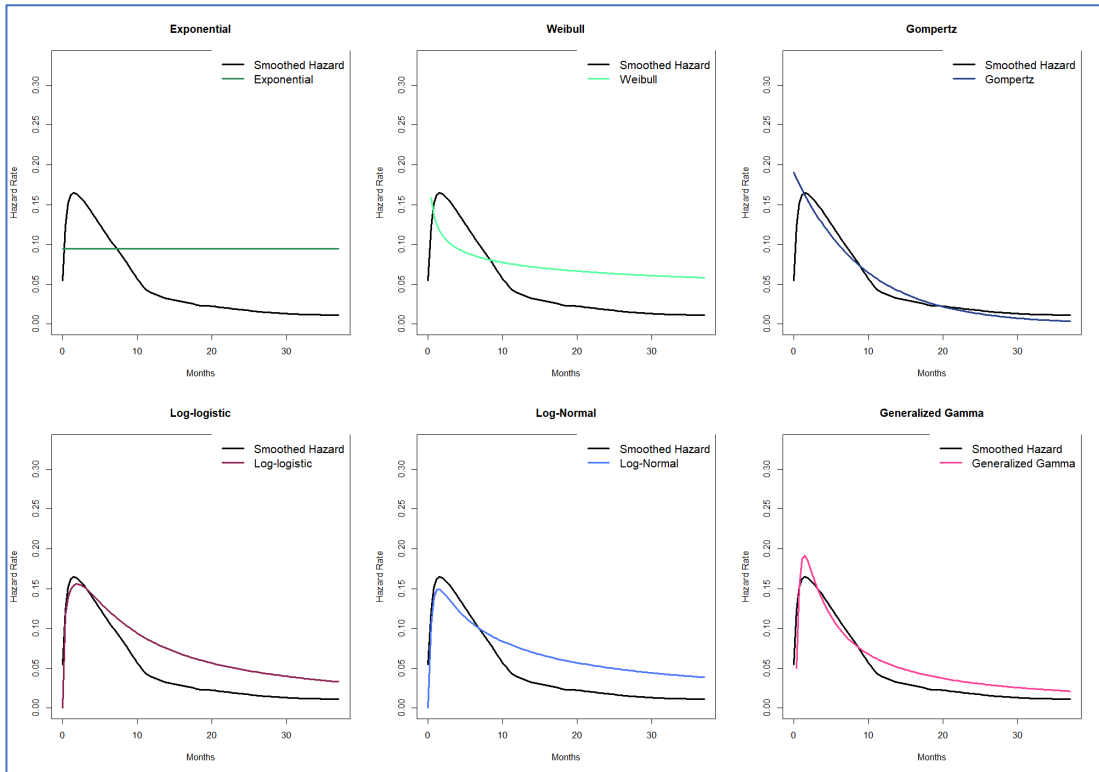 Exponential
Smoothed Hazard
Exponential
Hazard Rate
0.00
0.05
0.10
0.15
0.20
0.25
0.30
0
10
20
30
Months
Weibull
Smoothed Hazard
Weibull
Hazard Rate
0.00
0.05
0.10
0.15
0.20
0.25
0.30
0
10
20
30
Months
Gompertz
Smoothed Hazard
Gompertz
Hazard Rate
0.00
0.05
0.10
0.15
0.20
0.25
0.30
0
10
20
30
Months
Log-logistic
Smoothed Hazard
Log-logistic
Hazard Rate
0.00
0.05
0.10
0.15
0.20
0.25
0.30
0
10
20
30
Months
Log-Normal
Smoothed Hazard
Log-Normal
Hazard Rate
0.00
0.05
0.10
0.15
0.20
0.25
0.30
0
10
20
30
Months
Generalized Gamma
Smoothed Hazard
Generalized Gamma
Hazard Rate
0.00
0.05
0.10
0.15
0.20
0.25
0.30
0
10
20
30
Months